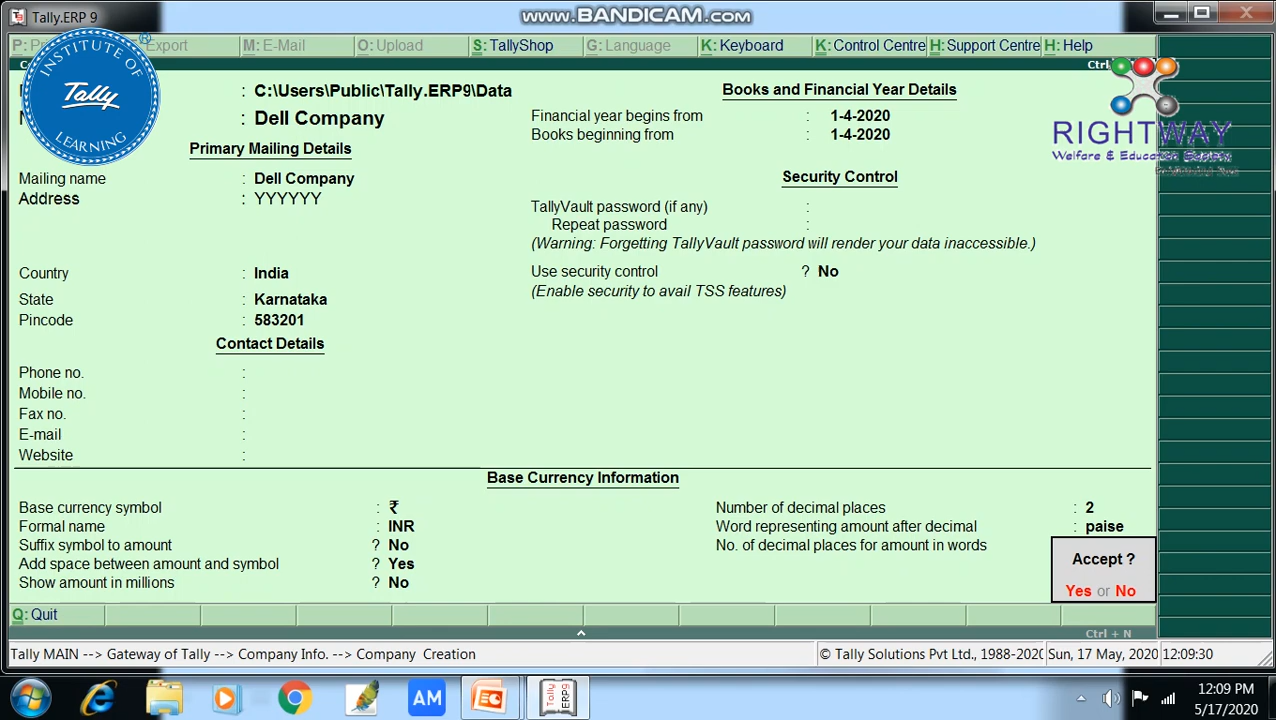 Tally.ERP 9
www.BANDICAM.com
Export M: E-Mail O: Upload S: TallyShop G: Language K: Keyboard K: Control Centre H: Support Centre H: Help
INSTITUTE OF
Tally
LEARNING
RIGHTWAY
: C:\Users\Public\Tally.ERP9\Data
: Dell Company
Primary Mailing Details
Mailing name : Dell Company
Address : YYYYYY
Country : India
State : Karnataka
Pincode : 583201
Contact Details
Phone no. :
Mobile no. :
Fax no. :
E-mail :
Website :
Books and Financial Year Details
Financial year begins from : 1-4-2020
Books beginning from : 1-4-2020
Security Control
TallyVault password (if any) :
Repeat password :
(Warning: Forgetting TallyVault password will render your data inaccessible.)
Use security control ? No
(Enable security to avail TSS features)
Base Currency Information
Base currency symbol : ₹
Formal name : INR
Suffix symbol to amount ? No
Add space between amount and symbol ? Yes
Show amount in millions ? No
Number of decimal places : 2
Word representing amount after decimal : paise
No. of decimal places for amount in words
Accept ?
Yes or No
Q: Quit
Ctrl + N
Tally MAIN --> Gateway of Tally --> Company Info. --> Company Creation
© Tally Solutions Pvt Ltd., 1988-2020 Sun, 17 May, 2020 12:09:30
AM
Tally ERP9
12:09 PM
5/17/2020